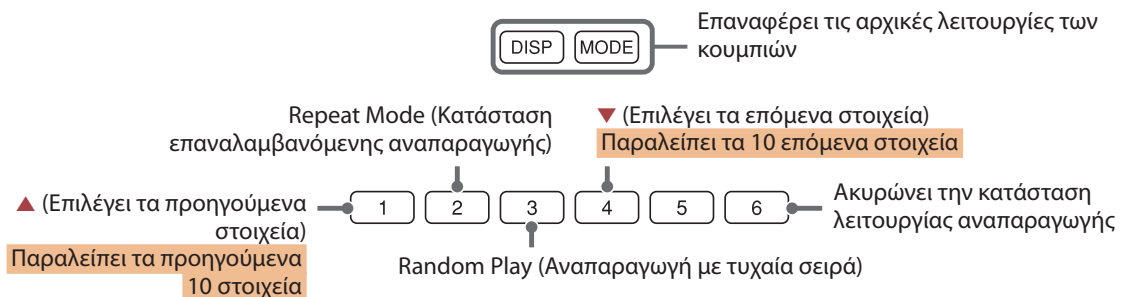 Επαναφέρει τις αρχικές λειτουργίες των
κουμπιών
DISP MODE
Repeat Mode (Κατάσταση
επαναλαμβανόμενης αναπαραγωγής)
▼ (Επιλέγει τα επόμενα στοιχεία)
Παραλείπει τα 10 επόμενα στοιχεία
▲ (Επιλέγει τα προηγούμενα
στοιχεία)
Παραλείπει τα προηγούμενα
10 στοιχεία
1 2 3 4 5 6
Ακυρώνει την κατάσταση
λειτουργίας αναπαραγωγής
Random Play (Αναπαραγωγή με τυχαία σειρά)